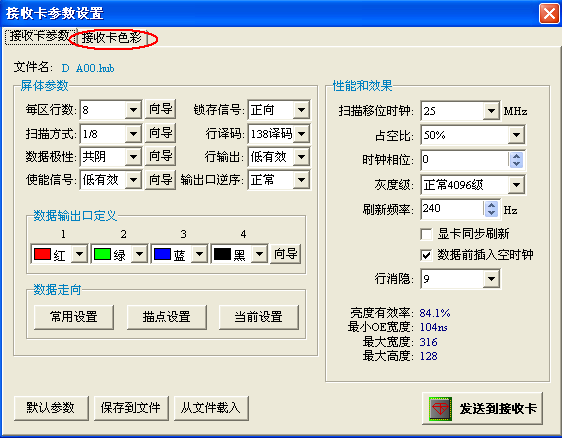 接收卡参数设置
接收卡参数 接收卡色彩
文件名: D A00.hub
屏体参数
每区行数: 8 向导 锁存信号: 正向
扫描方式: 1/8 向导 行译码: 138译码
数据极性: 共阴 向导 行输出: 低有效
使能信号: 低有效 向导 输出口逆序: 正常
数据输出口定义
1 2 3 4
红 绿 蓝 黑 向导
数据走向
常用设置 描点设置 当前设置
性能和效果
扫描移位时钟: 25 MHz
占空比: 50%
时钟相位: 0
灰度级: 正常4096级
刷新频率: 240 Hz
显卡同步刷新
数据前插入空时钟
行消隐: 9
亮度有效率: 84.1%
最小OE宽度: 104ns
最大宽度: 316
最大高度: 128
默认参数 保存到文件 从文件载入 发送到接收卡